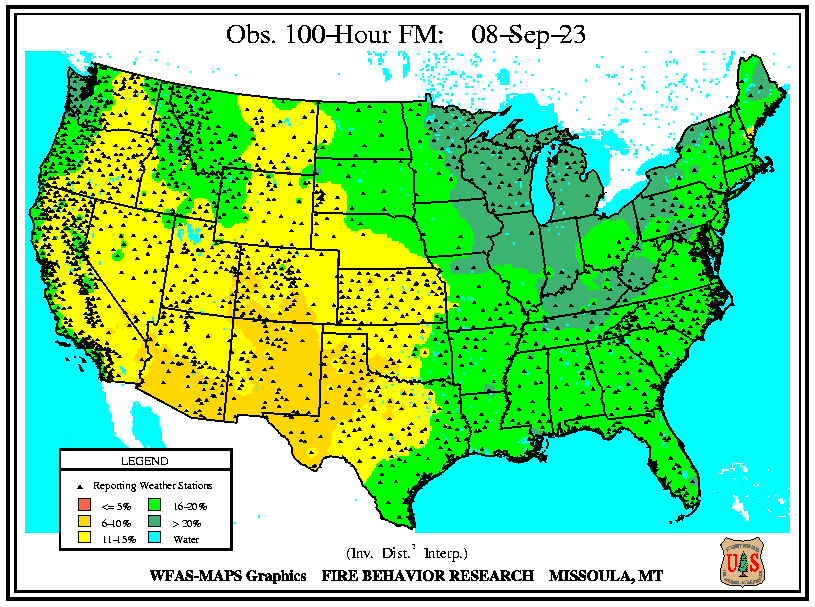 Obs. 100-Hour FM: 08-Sep-23
LEGEND
Reporting Weather Stations
<= 5% 16-20%
6-10% > 20%
11-15% Water
(Inv. Dist.² Interp.)
WFAS-MAPS Graphics FIRE BEHAVIOR RESEARCH MISSOULA, MT
U S